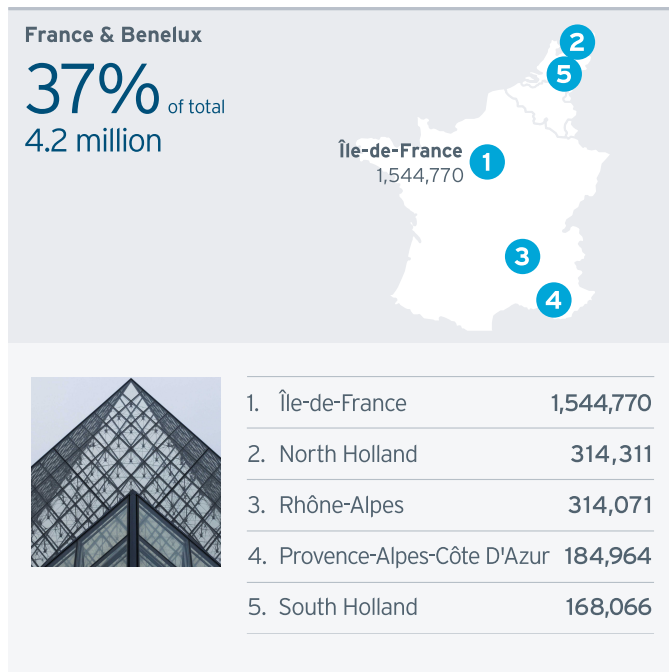 France & Benelux
37% of total
4.2 million
2
5
Île-de-France
1,544,770
1
3
4
1. Île-de-France 1,544,770
2. North Holland 314,311
3. Rhône-Alpes 314,071
4. Provence-Alpes-Côte D'Azur 184,964
5. South Holland 168,066